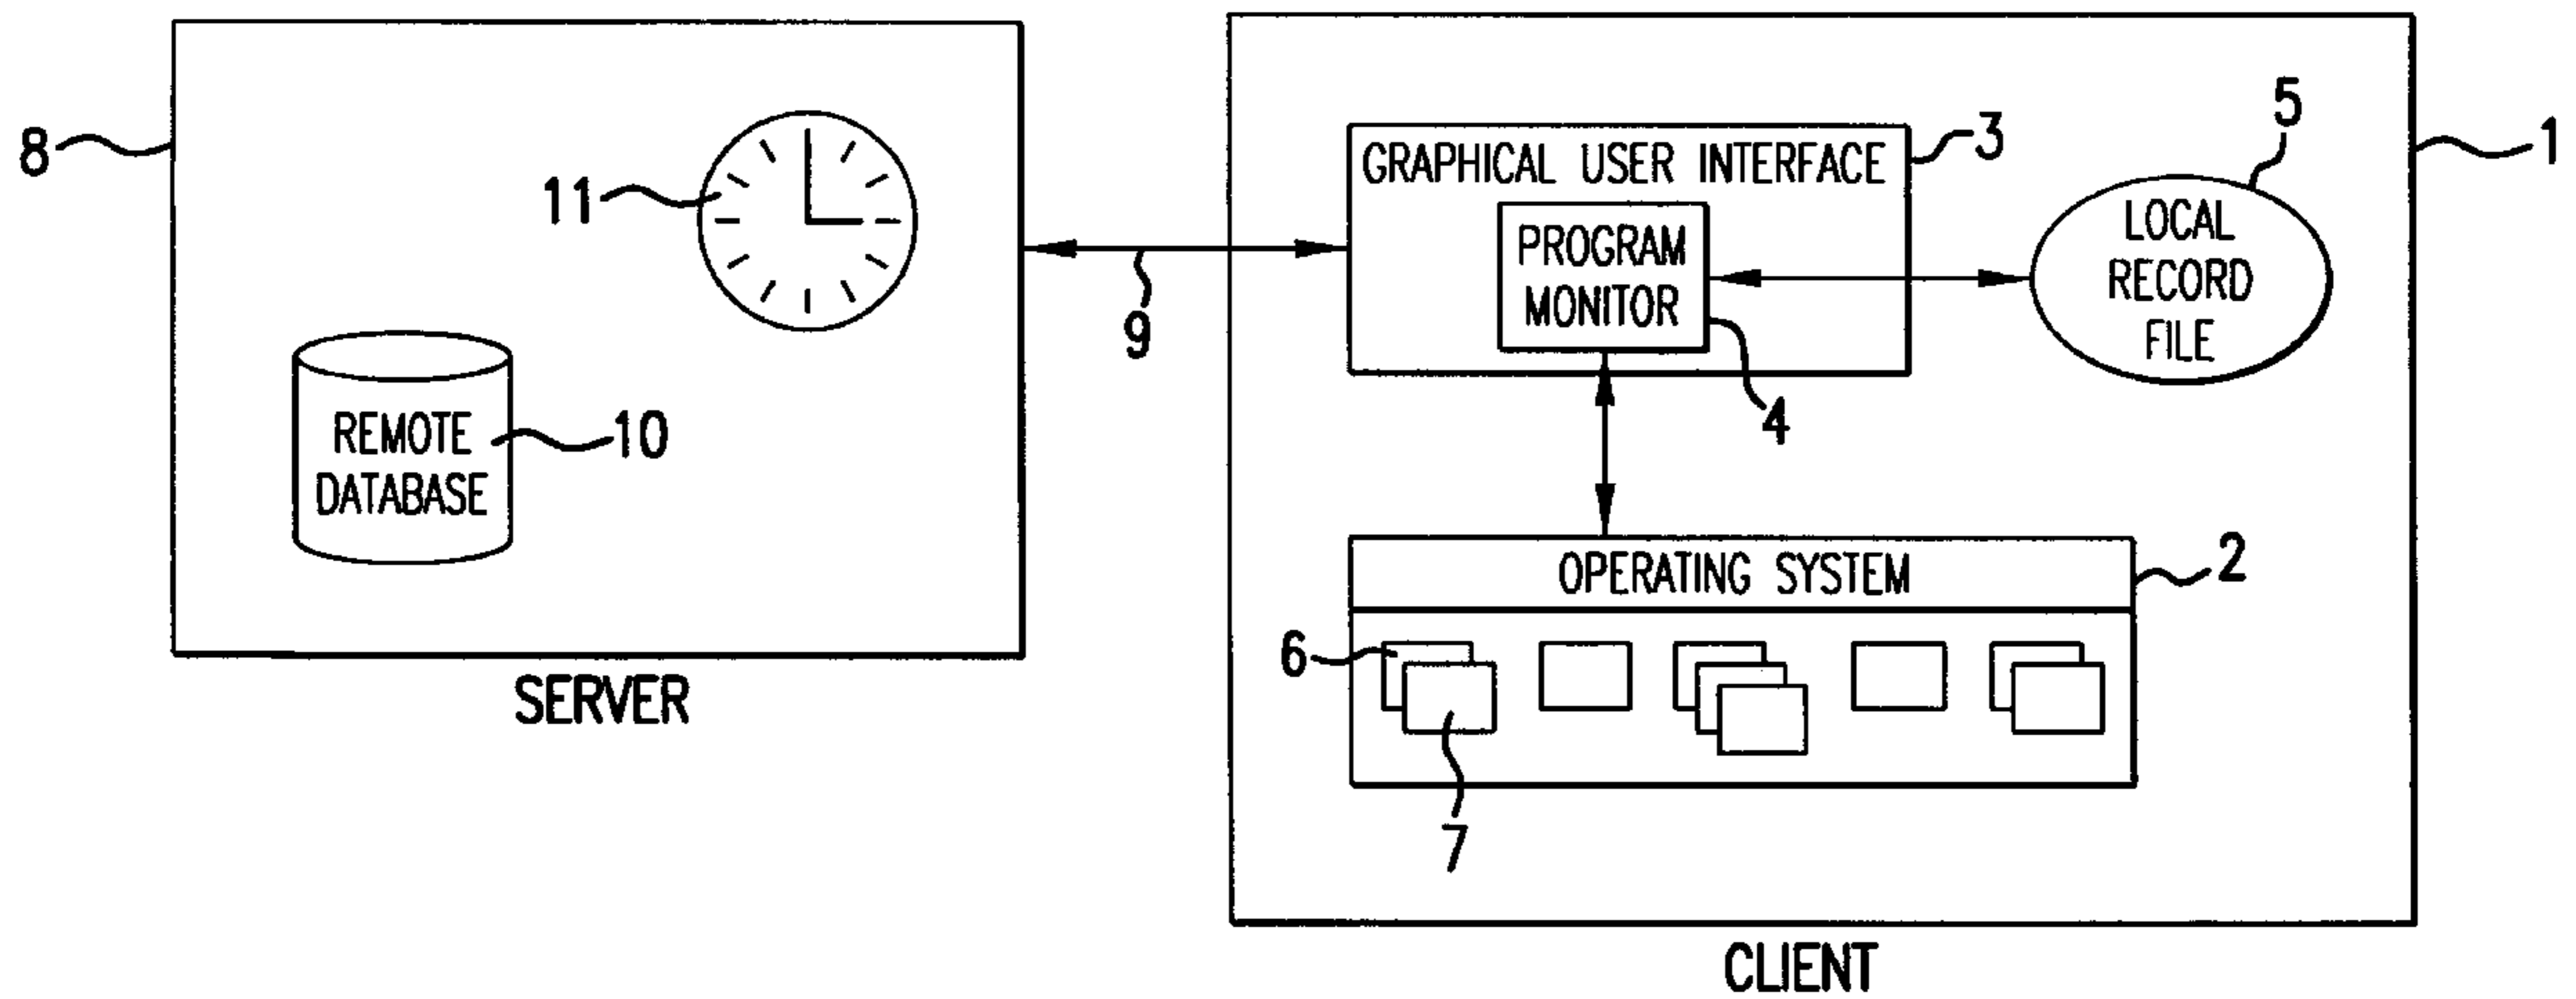 8
11
REMOTE
DATABASE
10
SERVER
9
GRAPHICAL USER INTERFACE
3
PROGRAM
MONITOR
4
LOCAL
RECORD
FILE
5
1
OPERATING SYSTEM
2
6
7
CLIENT